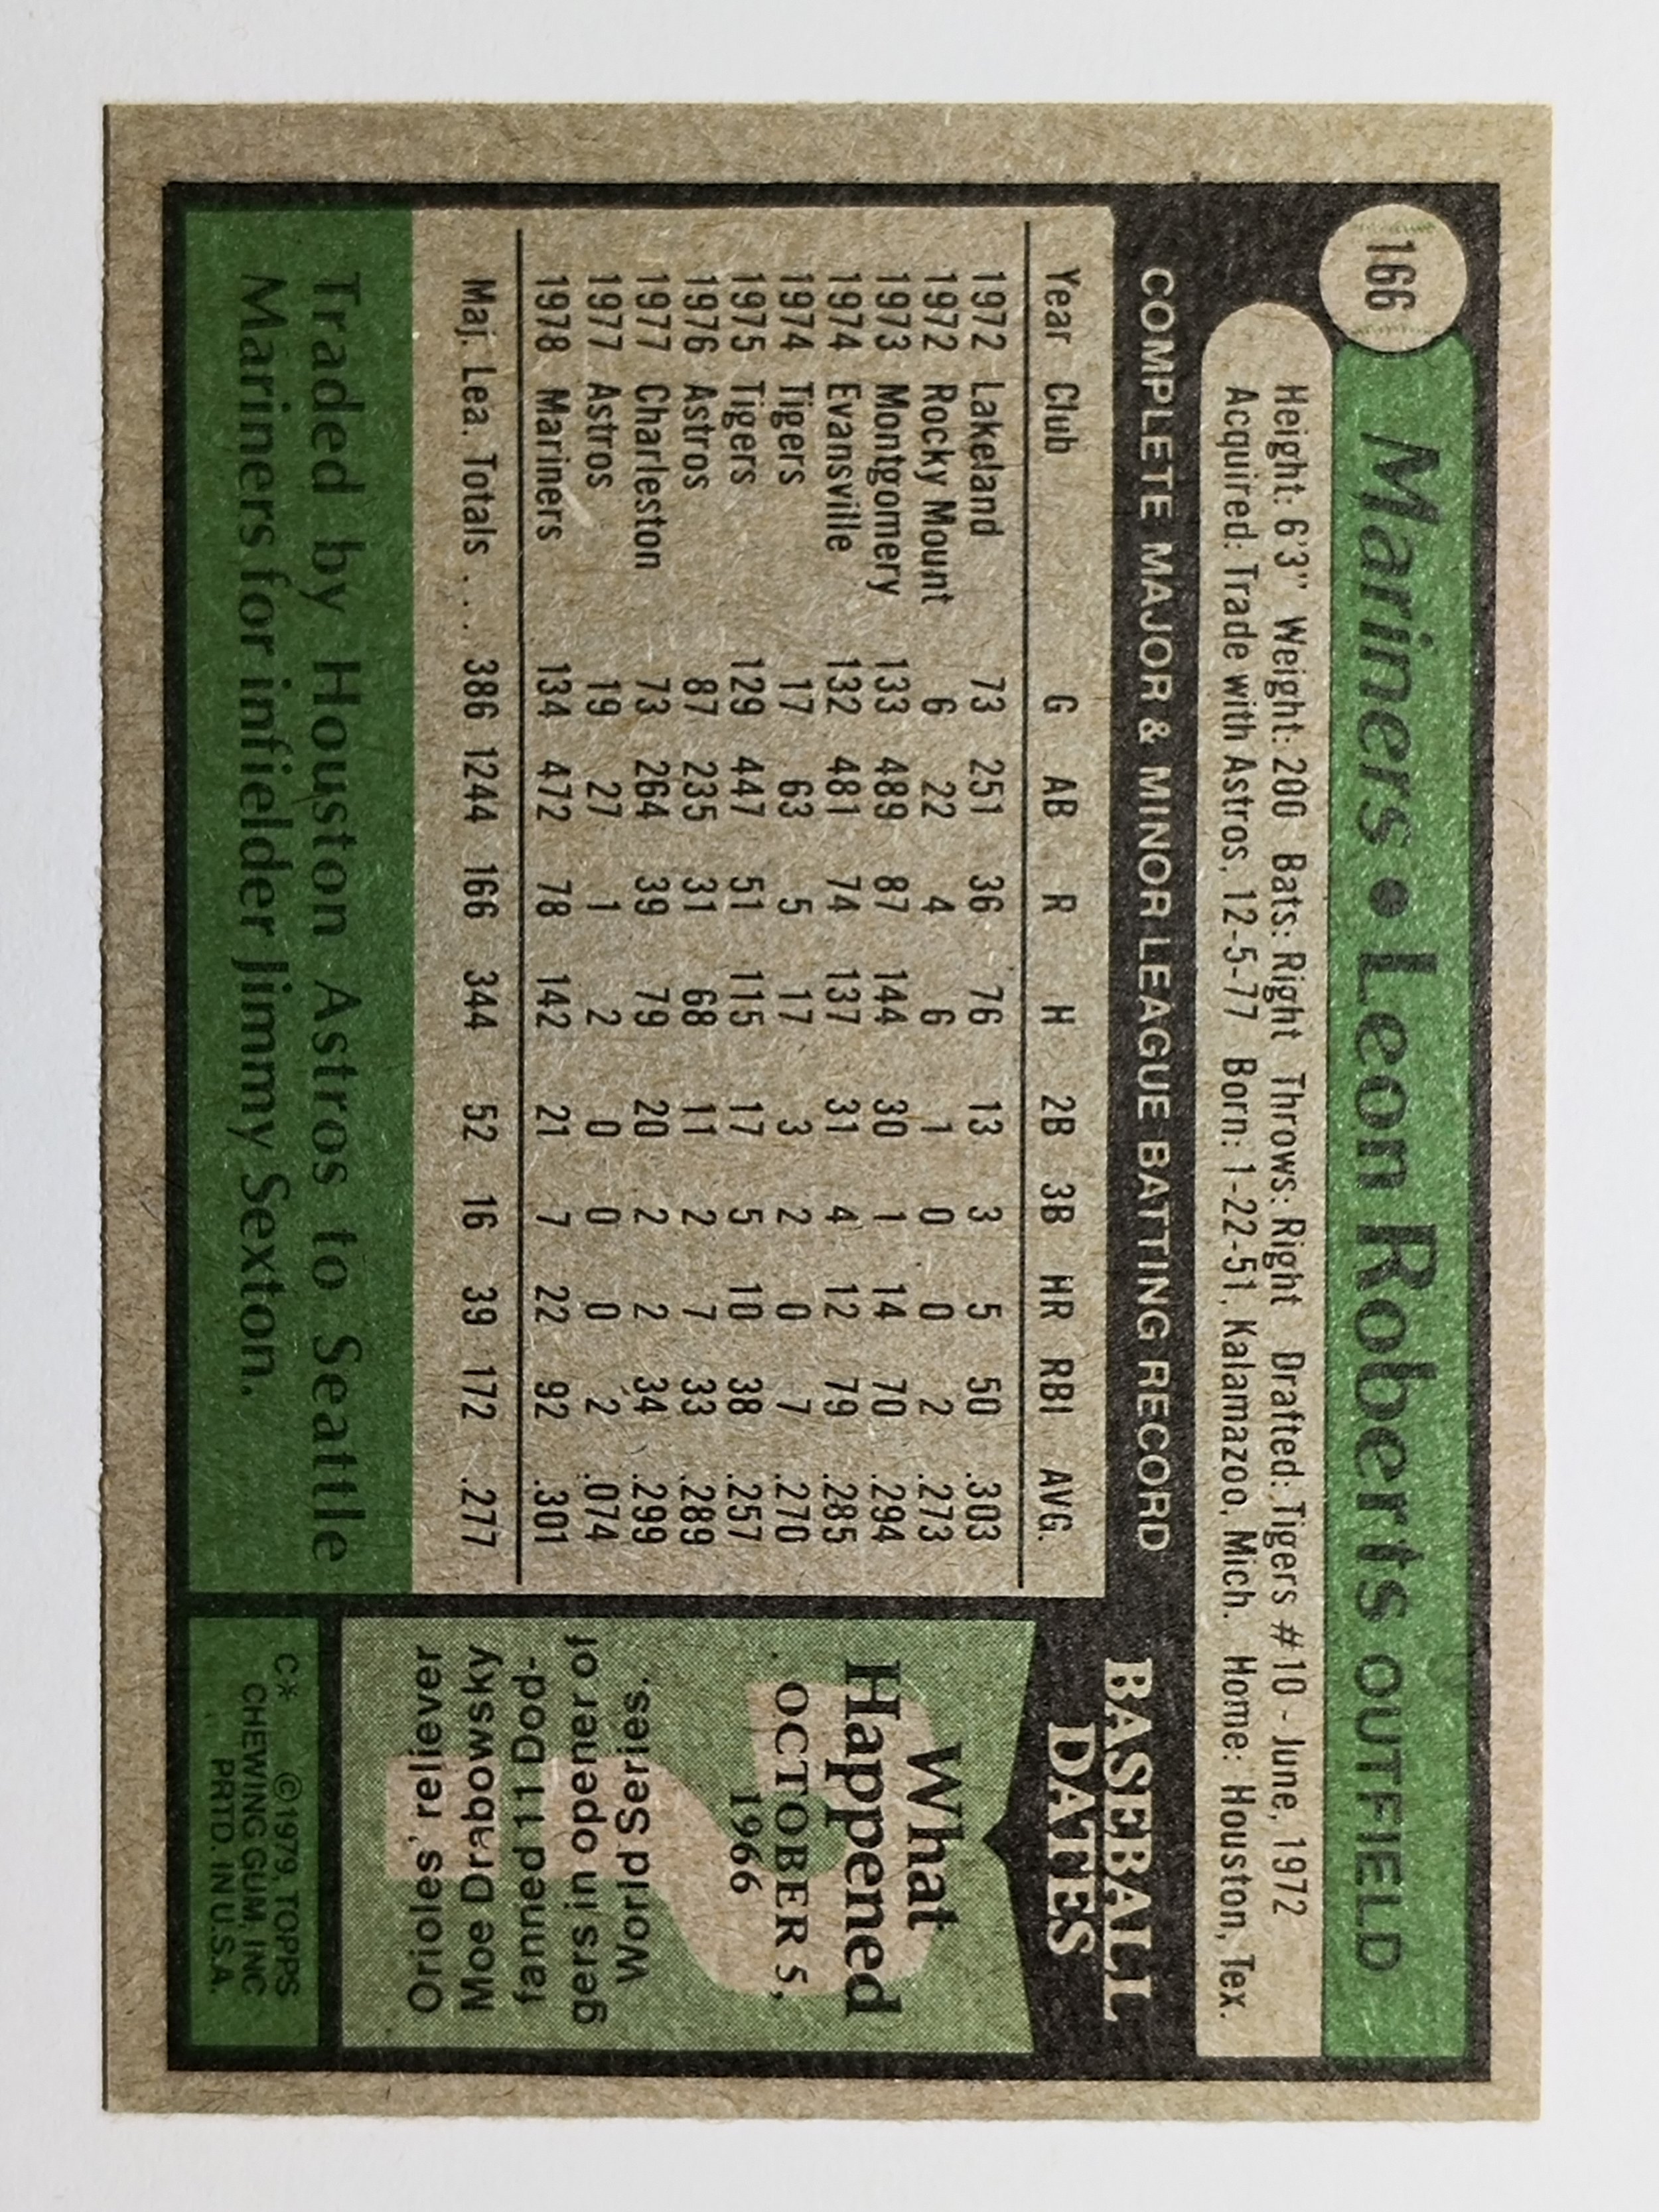 166
Mariners • Leon Roberts OUTFIELD
Height: 6'3" Weight: 200 Bats: Right Throws: Right Drafted: Tigers #10 - June, 1972
Acquired: Trade with Astros, 12-5-77 Born: 1-22-51, Kalamazoo, Mich. Home: Houston, Tex.
COMPLETE MAJOR & MINOR LEAGUE BATTING RECORD
Year Club G AB R H 2B 3B HR RBI AVG.
1972 Lakeland 73 251 36 76 13 3 5 50 .303
1972 Rocky Mount 6 22 4 6 1 0 0 2 .273
1973 Montgomery 133 489 87 144 30 1 14 70 .294
1974 Evansville 132 481 74 137 31 4 12 79 .285
1974 Tigers 17 63 5 17 3 2 0 7 .270
1975 Tigers 129 447 51 115 17 5 10 38 .257
1976 Astros 87 235 31 68 11 2 7 33 .289
1977 Charleston 73 264 39 79 20 2 2 34 .299
1977 Astros 19 27 1 2 0 0 0 2 .074
1978 Mariners 134 472 78 142 21 7 22 92 .301
Maj. Lea. Totals . . . 386 1244 166 344 52 16 39 172 .277
Traded by Houston Astros to Seattle
Mariners for infielder Jimmy Sexton.
BASEBALL
DATES
What
Happened
OCTOBER 5,
1966
Orioles' reliever
Moe Drabowsky
fanned 11 Dod-
gers in opener of
World Series.
C* ©1979, TOPPS
CHEWING GUM, INC
PRTD. IN U.S.A.